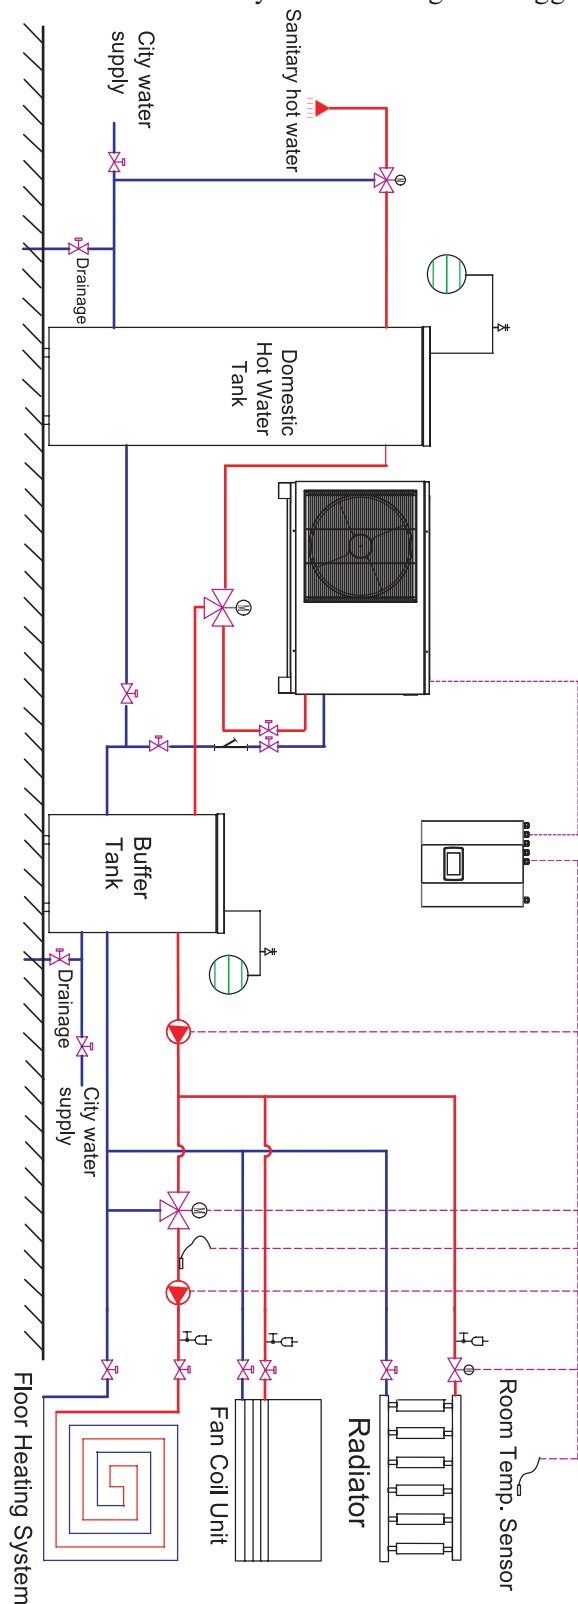 Sanitary hot water
City water
supply
M
Drainage
Domestic
Hot Water
Tank
M
Buffer
Tank
Drainage
City water
supply
M
M
Room Temp. Sensor
Radiator
Fan Coil Unit
Floor Heating System